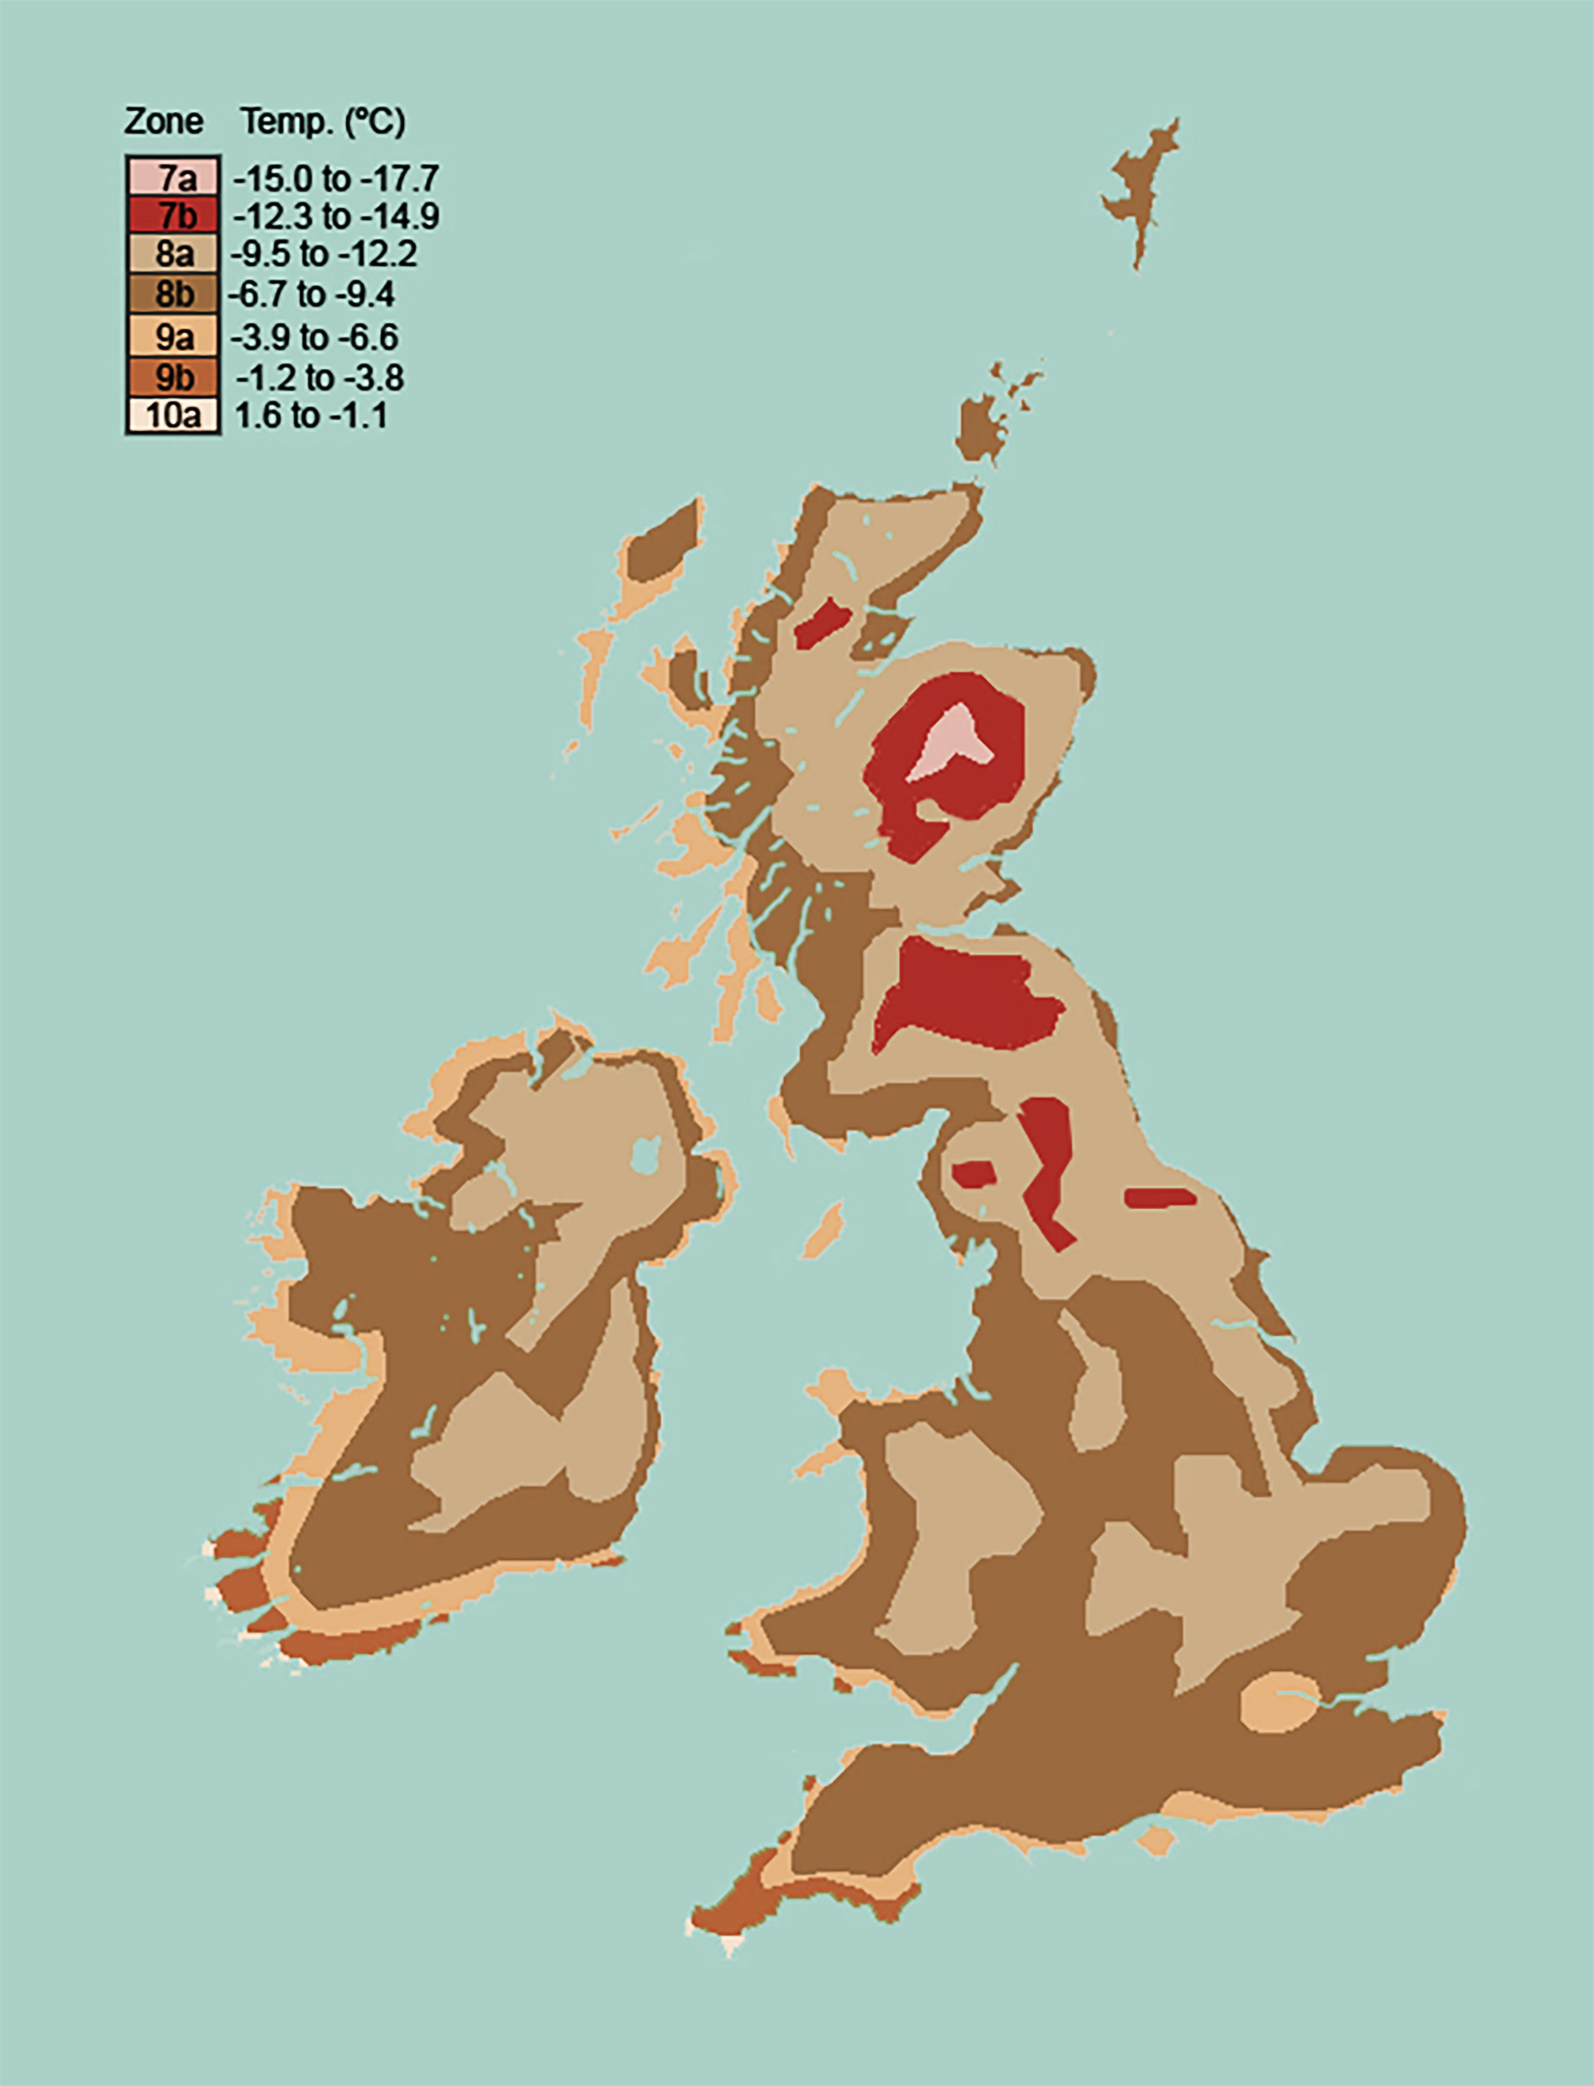 Zone Temp. (ºC)
7a -15.0 to -17.7
7b -12.3 to -14.9
8a -9.5 to -12.2
8b -6.7 to -9.4
9a -3.9 to -6.6
9b -1.2 to -3.8
10a 1.6 to -1.1